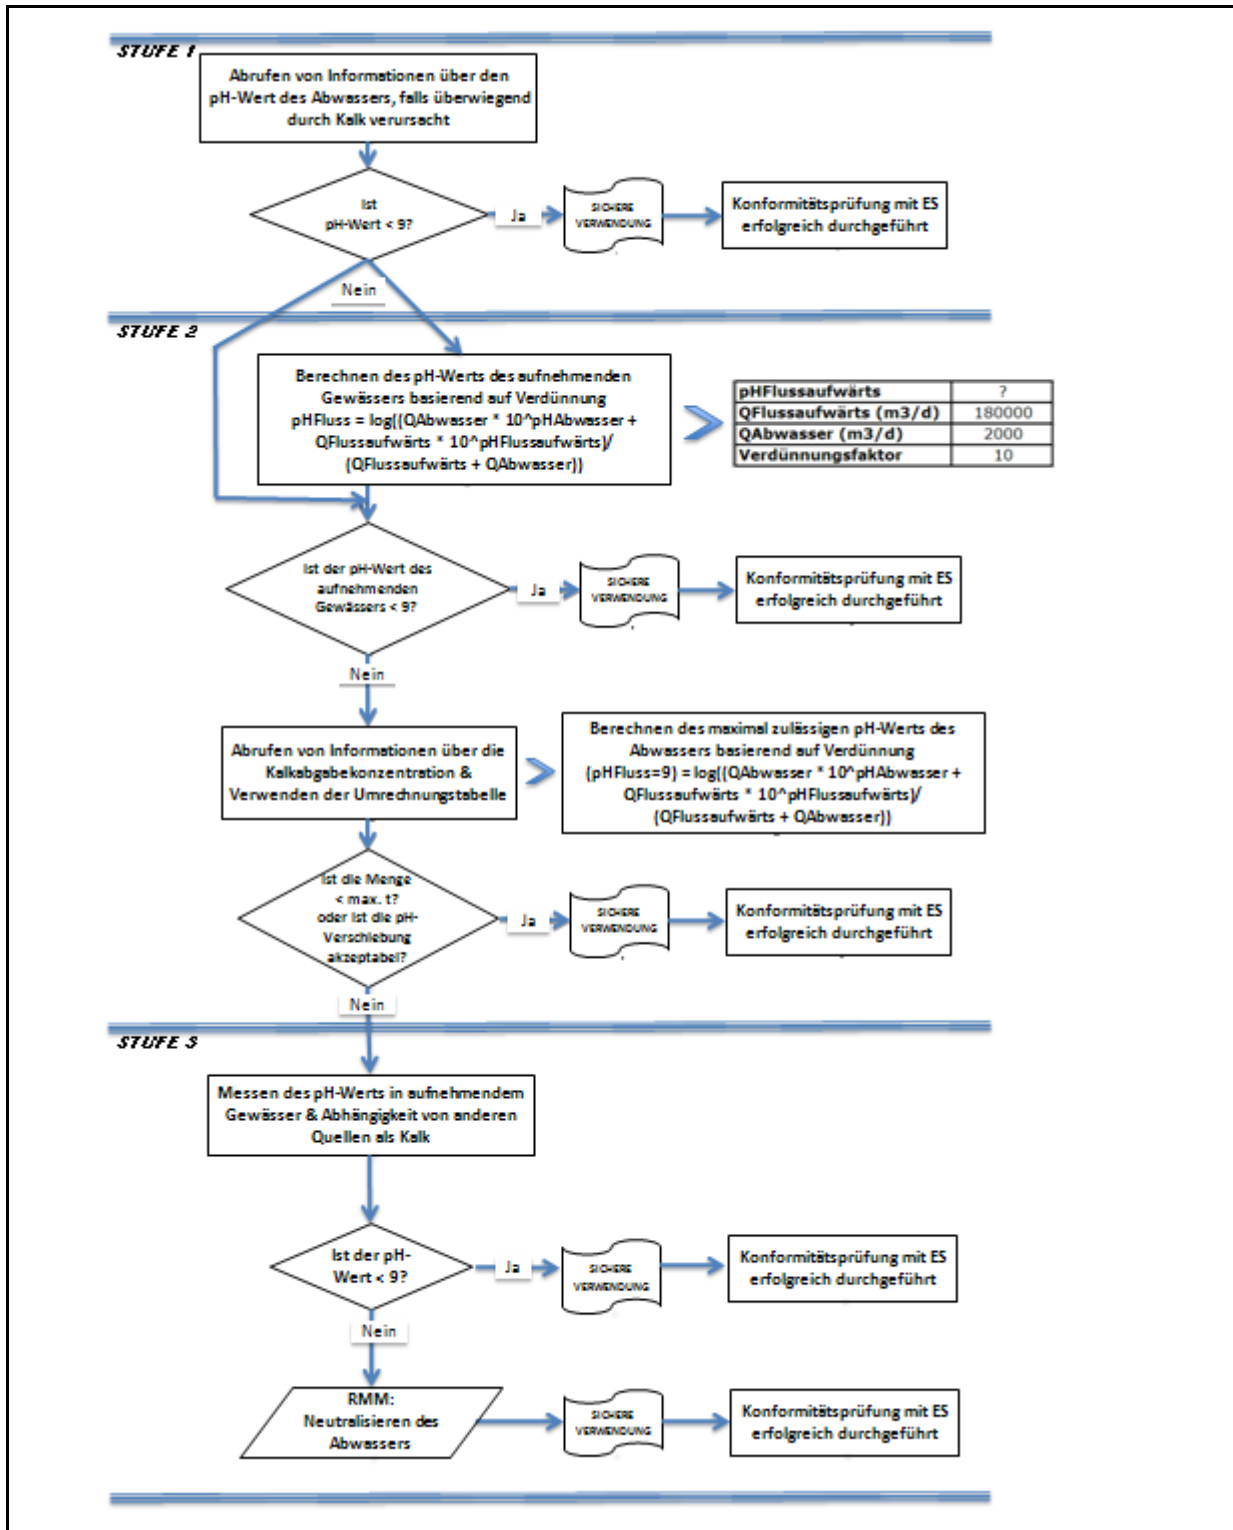 STUFE 1
Abrufen von Informationen über den
pH-Wert des Abwassers, falls überwiegend
durch Kalk verursacht
Ist
pH-Wert < 9?
Ja
SICHERE
VERWENDUNG
Konformitätsprüfung mit ES
erfolgreich durchgeführt
Nein
STUFE 2
Berechnen des pH-Werts des aufnehmenden
Gewässers basierend auf Verdünnung
pHFluss = log((QAbwasser * 10^pHAbwasser +
QFlussaufwärts * 10^pHFlussaufwärts)/
(QFlussaufwärts + QAbwasser))
pHFlussaufwärts ?
QFlussaufwärts (m3/d) 180000
QAbwasser (m3/d) 2000
Verdünnungsfaktor 10
Ist der pH-Wert des
aufnehmenden
Gewässers < 9?
Ja
SICHERE
VERWENDUNG
Konformitätsprüfung mit ES
erfolgreich durchgeführt
Nein
Abrufen von Informationen über die
Kalkabgabekonzentration &
Verwenden der Umrechnungstabelle
Berechnen des maximal zulässigen pH-Werts des
Abwassers basierend auf Verdünnung
(pHFluss=9) = log((QAbwasser * 10^pHAbwasser +
QFlussaufwärts * 10^pHFlussaufwärts)/
(QFlussaufwärts + QAbwasser))
Ist die Menge
< max. t?
oder ist die pH-
Verschiebung
akzeptabel?
Ja
SICHERE
VERWENDUNG
Konformitätsprüfung mit ES
erfolgreich durchgeführt
Nein
STUFE 3
Messen des pH-Werts in aufnehmendem
Gewässer & Abhängigkeit von anderen
Quellen als Kalk
Ist der pH-
Wert < 9?
Ja
SICHERE
VERWENDUNG
Konformitätsprüfung mit ES
erfolgreich durchgeführt
Nein
RMM:
Neutralisieren des
Abwassers
SICHERE
VERWENDUNG
Konformitätsprüfung mit ES
erfolgreich durchgeführt